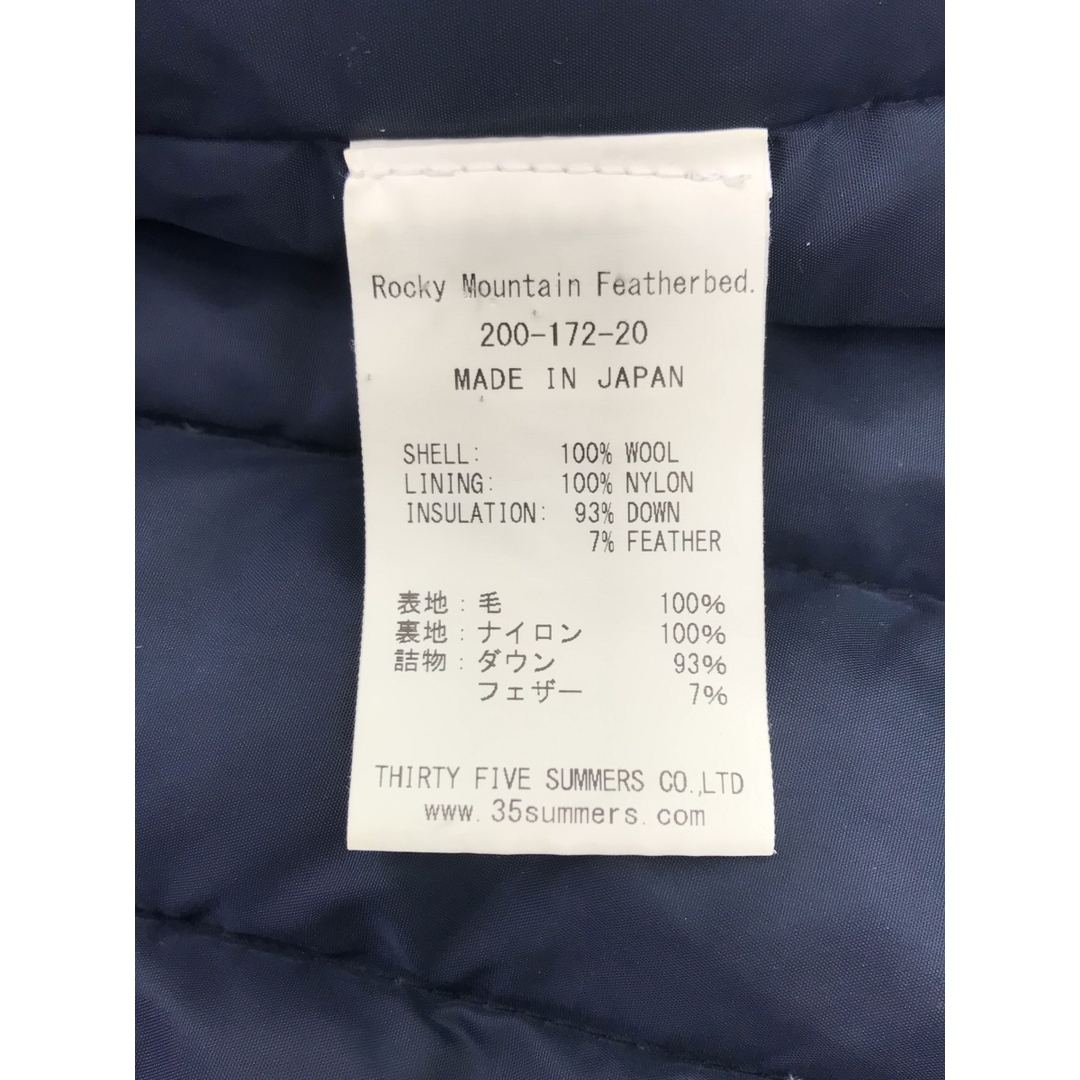 Rocky Mountain Featherbed.
200-172-20
MADE IN JAPAN
SHELL: 100% WOOL
LINING: 100% NYLON
INSULATION: 93% DOWN
7% FEATHER
表地：毛 100%
裏地：ナイロン 100%
詰物：ダウン 93%
フェザー 7%
THIRTY FIVE SUMMERS CO.,LTD
www.35summers.com